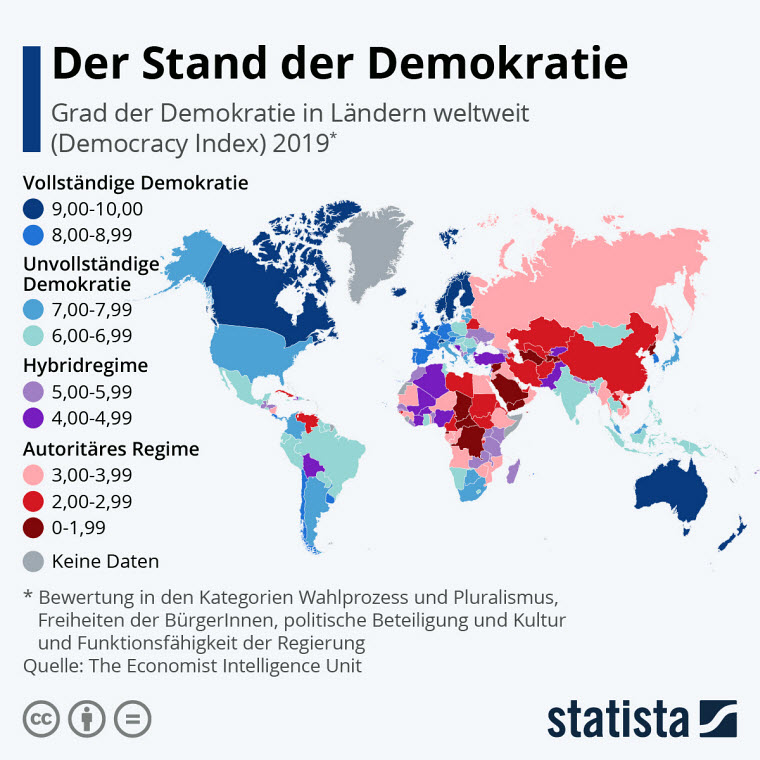 Der Stand der Demokratie
Grad der Demokratie in Ländern weltweit
(Democracy Index) 2019*
Vollständige Demokratie
9,00-10,00
8,00-8,99
Unvollständige
Demokratie
7,00-7,99
6,00-6,99
Hybridregime
5,00-5,99
4,00-4,99
Autoritäres Regime
3,00-3,99
2,00-2,99
0-1,99
Keine Daten
* Bewertung in den Kategorien Wahlprozess und Pluralismus,
Freiheiten der BürgerInnen, politische Beteiligung und Kultur
und Funktionsfähigkeit der Regierung
Quelle: The Economist Intelligence Unit
cc
statista